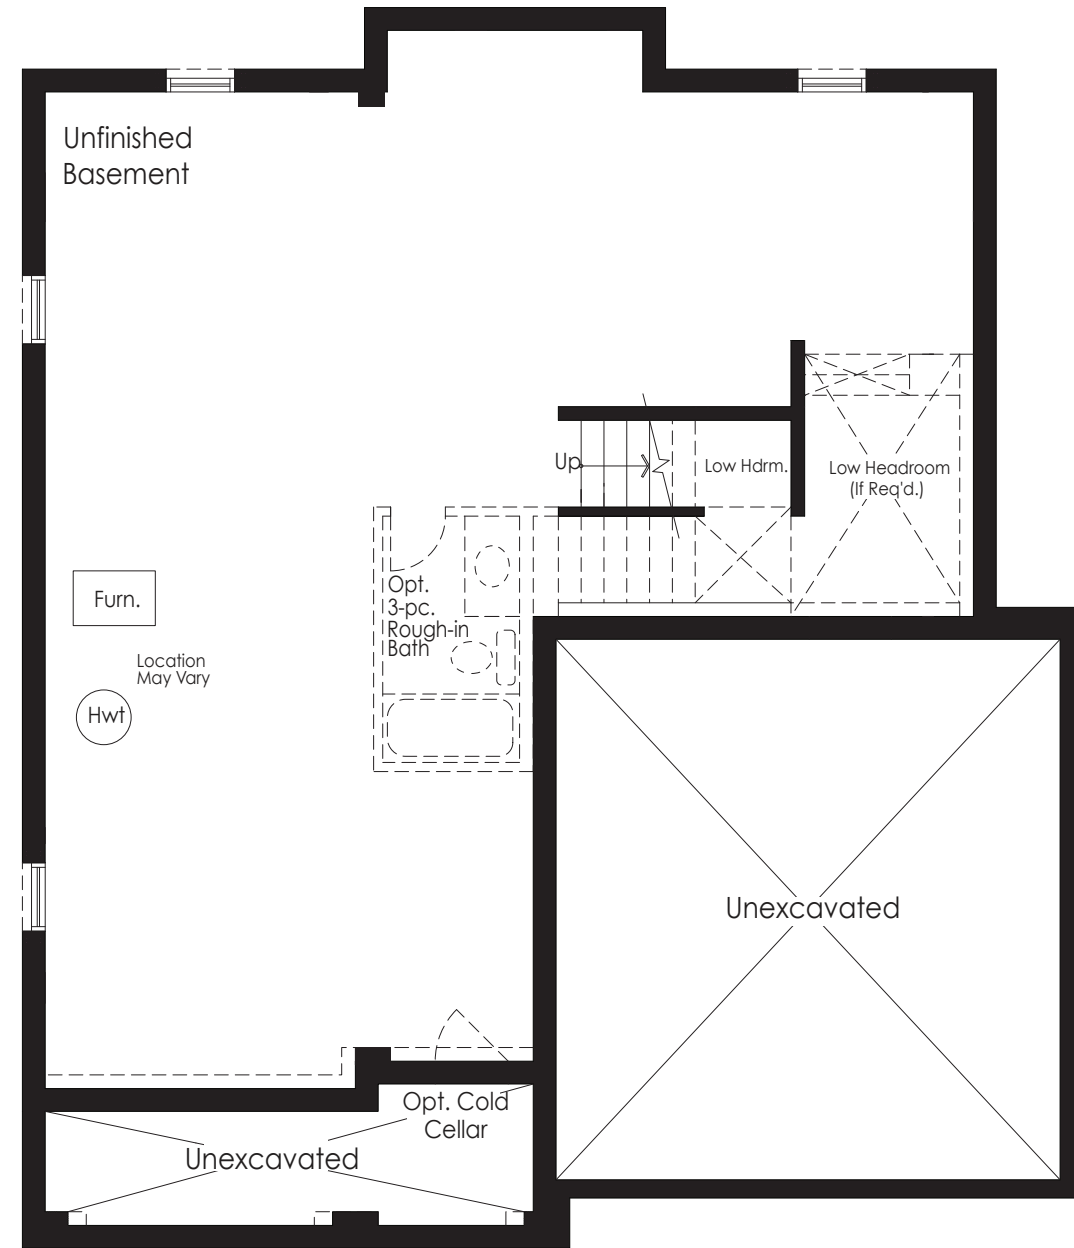 Unfinished
Basement
Up
Low Hdrm.
Low Headroom
(If Req'd.)
Opt.
3-pc.
Rough-in
Bath
Furn.
Location
May Vary
Hwt
Unexcavated
Opt. Cold
Cellar
Unexcavated